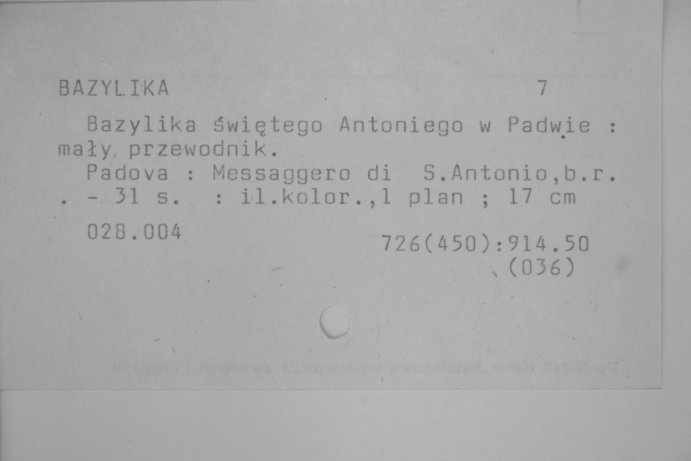 BAZYLIKA 7
Bazylika świętego Antoniego w Padwie :
mały przewodnik.
Padova : Messaggero di S.Antonio,b.r.
. - 31 s. : il.kolor.,1 plan ; 17 cm
028.004
726(450):914.50
(036)